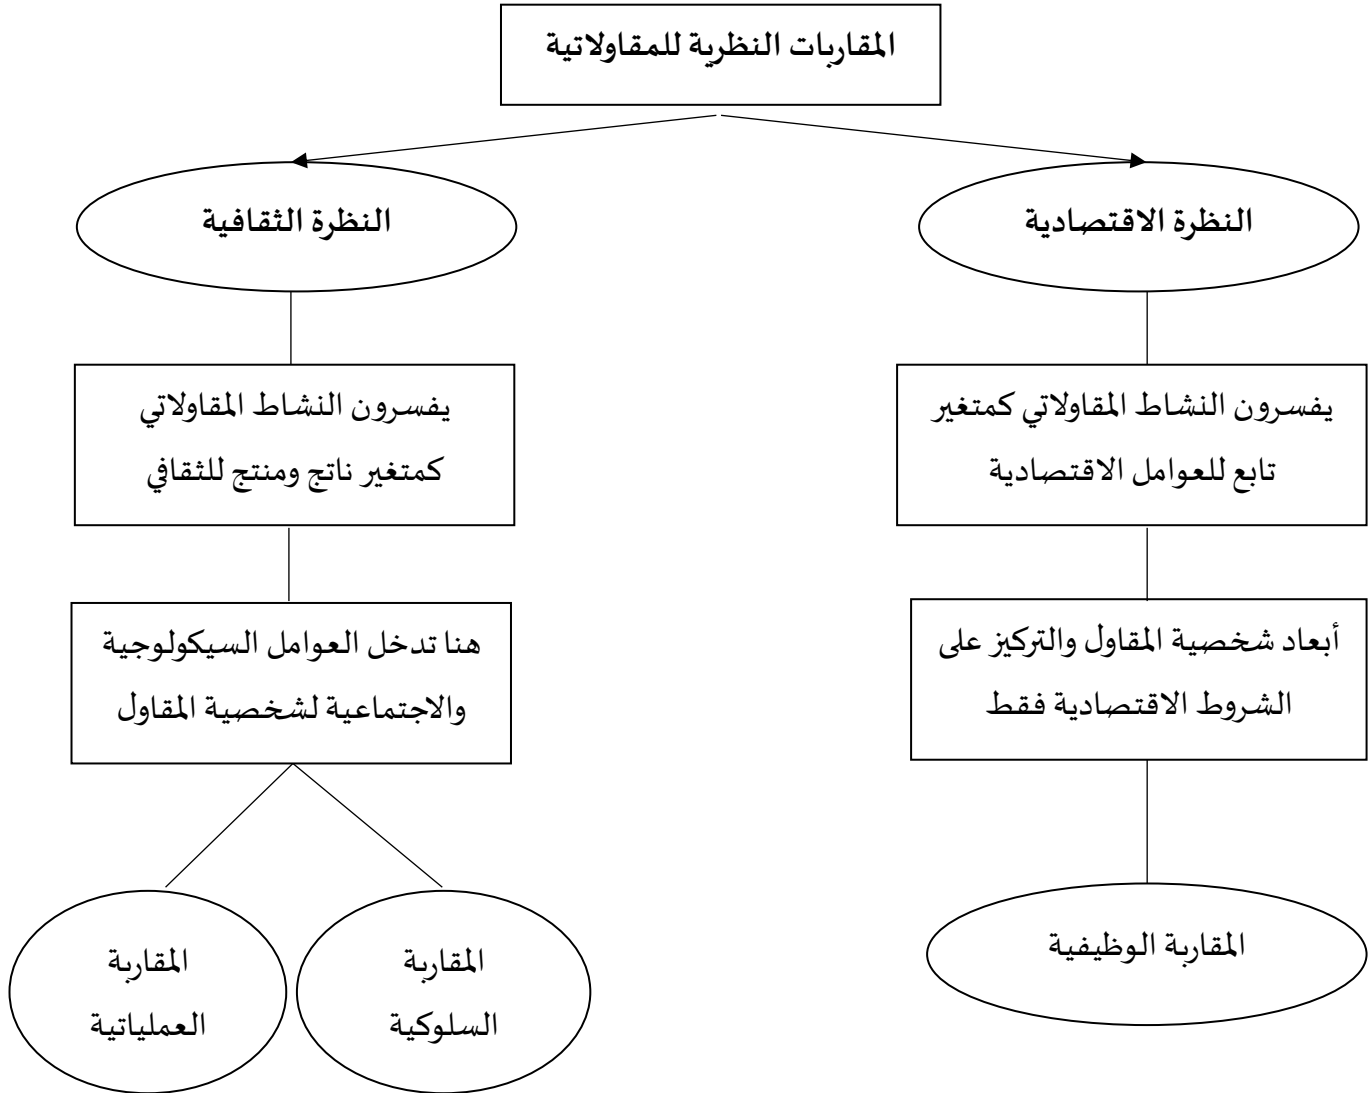 المقاربات النظرية للمقاولاتية
النظرة الاقتصادية
النظرة الثقافية
يفسرون النشاط المقاولاتي كمتغير
تابع للعوامل الاقتصادية
يفسرون النشاط المقاولاتي
كمتغير ناتج ومنتج للثقافي
أبعاد شخصية المقاول والتركيز على
الشروط الاقتصادية فقط
هنا تدخل العوامل السيكولوجية
والاجتماعية لشخصية المقاول
المقاربة الوظيفية
المقاربة
السلوكية
المقاربة
العملياتية